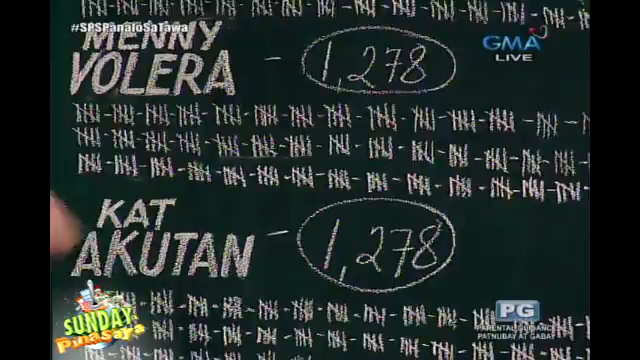 #SPSPanaloSaTawa
MENNY
VOLERA - 1,278
GMA
LIVE
KAT
AKUTAN - 1,278
SUNDAY
PinaSaya
PG
PARENTAL GUIDANCE
PATNUBAY AT GABAY